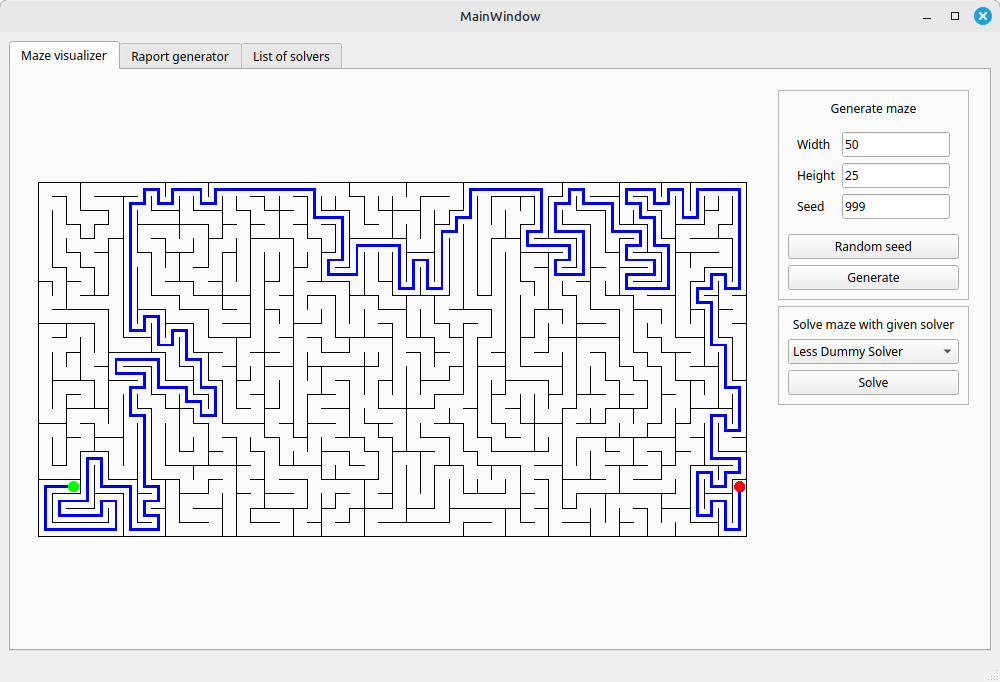 MainWindow
Maze visualizer
Raport generator
List of solvers
Generate maze
Width 50
Height 25
Seed 999
Random seed
Generate
Solve maze with given solver
Less Dummy Solver
Solve